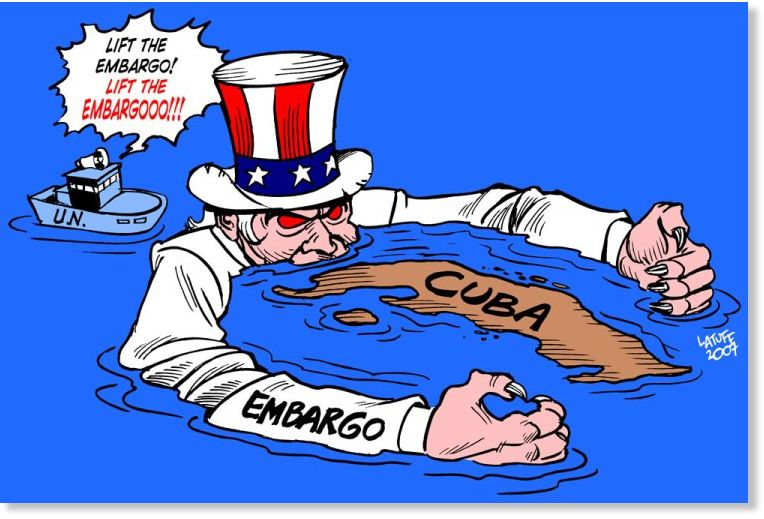 LIFT THE
EMBARGO!
LIFT THE
EMBARGOOO!!!
U.N.
CUBA
EMBARGO
LATUFF
2007